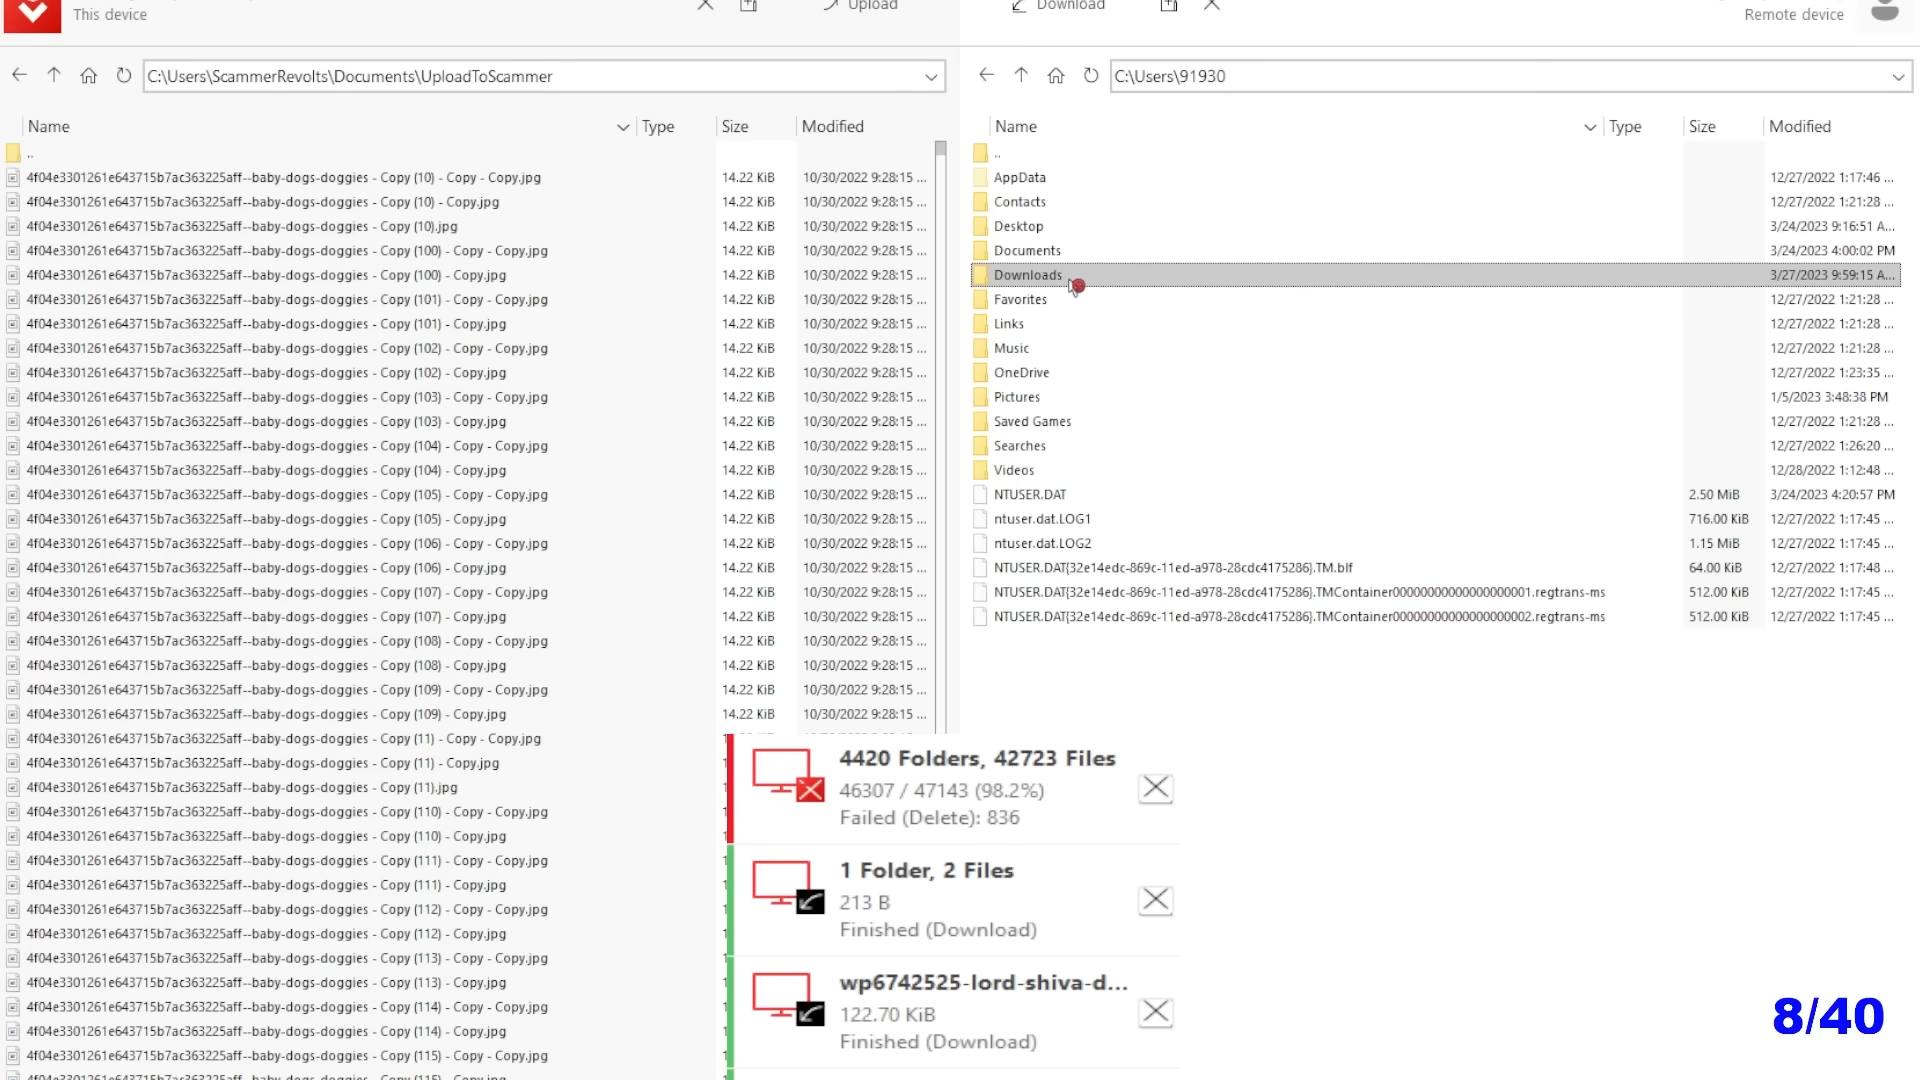 This device
Upload
C:\Users\ScammerRevolts\Documents\UploadToScammer
Name Type Size Modified
..
4f04e3301261e643715b7ac363225aff--baby-dogs-doggies - Copy (10) - Copy - Copy.jpg 14.22 KiB 10/30/2022 9:28:15 ...
4f04e3301261e643715b7ac363225aff--baby-dogs-doggies - Copy (10) - Copy.jpg 14.22 KiB 10/30/2022 9:28:15 ...
4f04e3301261e643715b7ac363225aff--baby-dogs-doggies - Copy (10).jpg 14.22 KiB 10/30/2022 9:28:15 ...
4f04e3301261e643715b7ac363225aff--baby-dogs-doggies - Copy (100) - Copy - Copy.jpg 14.22 KiB 10/30/2022 9:28:15 ...
4f04e3301261e643715b7ac363225aff--baby-dogs-doggies - Copy (100) - Copy.jpg 14.22 KiB 10/30/2022 9:28:15 ...
4f04e3301261e643715b7ac363225aff--baby-dogs-doggies - Copy (101) - Copy - Copy.jpg 14.22 KiB 10/30/2022 9:28:15 ...
4f04e3301261e643715b7ac363225aff--baby-dogs-doggies - Copy (101) - Copy.jpg 14.22 KiB 10/30/2022 9:28:15 ...
4f04e3301261e643715b7ac363225aff--baby-dogs-doggies - Copy (102) - Copy - Copy.jpg 14.22 KiB 10/30/2022 9:28:15 ...
4f04e3301261e643715b7ac363225aff--baby-dogs-doggies - Copy (102) - Copy.jpg 14.22 KiB 10/30/2022 9:28:15 ...
4f04e3301261e643715b7ac363225aff--baby-dogs-doggies - Copy (103) - Copy - Copy.jpg 14.22 KiB 10/30/2022 9:28:15 ...
4f04e3301261e643715b7ac363225aff--baby-dogs-doggies - Copy (103) - Copy.jpg 14.22 KiB 10/30/2022 9:28:15 ...
4f04e3301261e643715b7ac363225aff--baby-dogs-doggies - Copy (104) - Copy - Copy.jpg 14.22 KiB 10/30/2022 9:28:15 ...
4f04e3301261e643715b7ac363225aff--baby-dogs-doggies - Copy (104) - Copy.jpg 14.22 KiB 10/30/2022 9:28:15 ...
4f04e3301261e643715b7ac363225aff--baby-dogs-doggies - Copy (105) - Copy - Copy.jpg 14.22 KiB 10/30/2022 9:28:15 ...
4f04e3301261e643715b7ac363225aff--baby-dogs-doggies - Copy (105) - Copy.jpg 14.22 KiB 10/30/2022 9:28:15 ...
4f04e3301261e643715b7ac363225aff--baby-dogs-doggies - Copy (106) - Copy - Copy.jpg 14.22 KiB 10/30/2022 9:28:15 ...
4f04e3301261e643715b7ac363225aff--baby-dogs-doggies - Copy (106) - Copy.jpg 14.22 KiB 10/30/2022 9:28:15 ...
4f04e3301261e643715b7ac363225aff--baby-dogs-doggies - Copy (107) - Copy - Copy.jpg 14.22 KiB 10/30/2022 9:28:15 ...
4f04e3301261e643715b7ac363225aff--baby-dogs-doggies - Copy (107) - Copy.jpg 14.22 KiB 10/30/2022 9:28:15 ...
4f04e3301261e643715b7ac363225aff--baby-dogs-doggies - Copy (108) - Copy - Copy.jpg 14.22 KiB 10/30/2022 9:28:15 ...
4f04e3301261e643715b7ac363225aff--baby-dogs-doggies - Copy (108) - Copy.jpg 14.22 KiB 10/30/2022 9:28:15 ...
4f04e3301261e643715b7ac363225aff--baby-dogs-doggies - Copy (109) - Copy - Copy.jpg 14.22 KiB 10/30/2022 9:28:15 ...
4f04e3301261e643715b7ac363225aff--baby-dogs-doggies - Copy (109) - Copy.jpg 14.22 KiB 10/30/2022 9:28:15 ...
4f04e3301261e643715b7ac363225aff--baby-dogs-doggies - Copy (11) - Copy - Copy.jpg
4f04e3301261e643715b7ac363225aff--baby-dogs-doggies - Copy (11) - Copy.jpg
4f04e3301261e643715b7ac363225aff--baby-dogs-doggies - Copy (11).jpg
4f04e3301261e643715b7ac363225aff--baby-dogs-doggies - Copy (110) - Copy - Copy.jpg
4f04e3301261e643715b7ac363225aff--baby-dogs-doggies - Copy (110) - Copy.jpg
4f04e3301261e643715b7ac363225aff--baby-dogs-doggies - Copy (111) - Copy - Copy.jpg
4f04e3301261e643715b7ac363225aff--baby-dogs-doggies - Copy (111) - Copy.jpg
4f04e3301261e643715b7ac363225aff--baby-dogs-doggies - Copy (112) - Copy - Copy.jpg
4f04e3301261e643715b7ac363225aff--baby-dogs-doggies - Copy (112) - Copy.jpg
4f04e3301261e643715b7ac363225aff--baby-dogs-doggies - Copy (113) - Copy - Copy.jpg
4f04e3301261e643715b7ac363225aff--baby-dogs-doggies - Copy (113) - Copy.jpg
4f04e3301261e643715b7ac363225aff--baby-dogs-doggies - Copy (114) - Copy - Copy.jpg
4f04e3301261e643715b7ac363225aff--baby-dogs-doggies - Copy (114) - Copy.jpg
4f04e3301261e643715b7ac363225aff--baby-dogs-doggies - Copy (115) - Copy - Copy.jpg
4f04e3301261e643715b7ac363225aff--baby-dogs-doggies - Copy (115) - Copy.jpg
Download
Remote device
C:\Users\91930
Name Type Size Modified
..
AppData 12/27/2022 1:17:46 ...
Contacts 12/27/2022 1:21:28 ...
Desktop 3/24/2023 9:16:51 A...
Documents 3/24/2023 4:00:02 PM
Downloads 3/27/2023 9:59:15 A...
Favorites 12/27/2022 1:21:28 ...
Links 12/27/2022 1:21:28 ...
Music 12/27/2022 1:21:28 ...
OneDrive 12/27/2022 1:23:35 ...
Pictures 1/5/2023 3:48:38 PM
Saved Games 12/27/2022 1:21:28 ...
Searches 12/27/2022 1:26:20 ...
Videos 12/28/2022 1:12:48 ...
NTUSER.DAT 2.50 MiB 3/24/2023 4:20:57 PM
ntuser.dat.LOG1 716.00 KiB 12/27/2022 1:17:45 ...
ntuser.dat.LOG2 1.15 MiB 12/27/2022 1:17:45 ...
NTUSER.DAT{32e14edc-869c-11ed-a978-28cdc4175286}.TM.blf 64.00 KiB 12/27/2022 1:17:48 ...
NTUSER.DAT{32e14edc-869c-11ed-a978-28cdc4175286}.TMContainer00000000000000000001.regtrans-ms 512.00 KiB 12/27/2022 1:17:45 ...
NTUSER.DAT{32e14edc-869c-11ed-a978-28cdc4175286}.TMContainer00000000000000000002.regtrans-ms 512.00 KiB 12/27/2022 1:17:45 ...
4420 Folders, 42723 Files
46307 / 47143 (98.2%)
Failed (Delete): 836
1 Folder, 2 Files
213 B
Finished (Download)
wp6742525-lord-shiva-d...
122.70 KiB
Finished (Download)
8/40